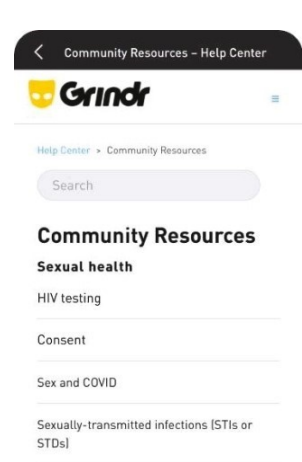 Community Resources – Help Center
Grindr
Help Center > Community Resources
Search
Community Resources
Sexual health
HIV testing
Consent
Sex and COVID
Sexually-transmitted infections (STIs or
STDs)